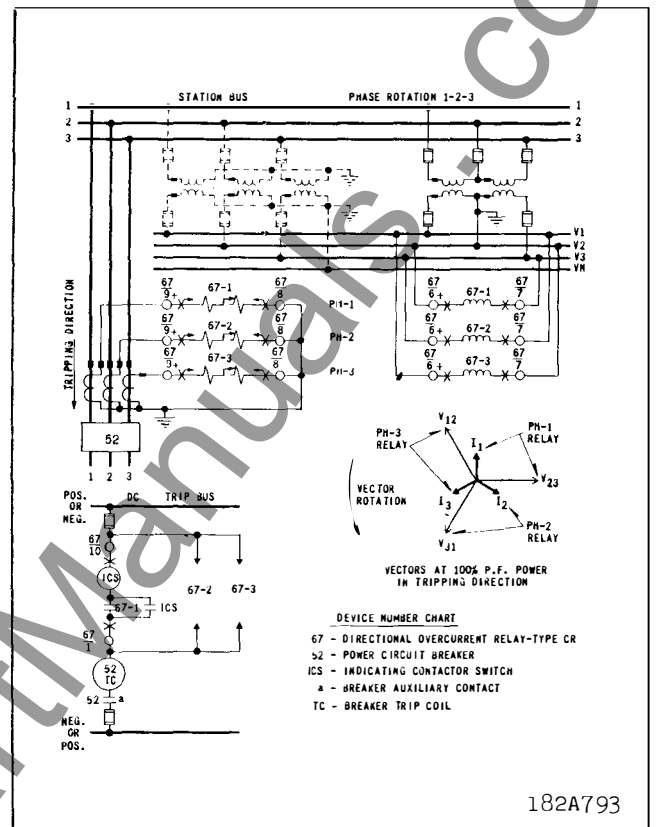 STATION BUS PHASE ROTATION 1-2-3
1 1
2 2
3 3
V1
V2
V3
VN
TRIPPING DIRECTION
67 9+ 67-1 67 8 PH-1
67 9+ 67-2 67 8 PH-2
67 9+ 67-3 67 8 PH-3
67 6+ 67-1 67 7
67 6+ 67-2 67 7
67 6+ 67-3 67 7
52
1 2 3
POS. OR NEG.
DC TRIP BUS
67 10
ICS
67-1 ICS
67-2 67-3
67 1
52 TC
52 a
NEG. OR POS.
V12
PH-3 RELAY
I1
PH-1 RELAY
V23
I3
I2
VECTOR ROTATION
V31
PH-2 RELAY
VECTORS AT 100% P.F. POWER
IN TRIPPING DIRECTION
DEVICE NUMBER CHART
67 - DIRECTIONAL OVERCURRENT RELAY-TYPE CR
52 - POWER CIRCUIT BREAKER
ICS - INDICATING CONTACTOR SWITCH
a - BREAKER AUXILIARY CONTACT
TC - BREAKER TRIP COIL
182A793